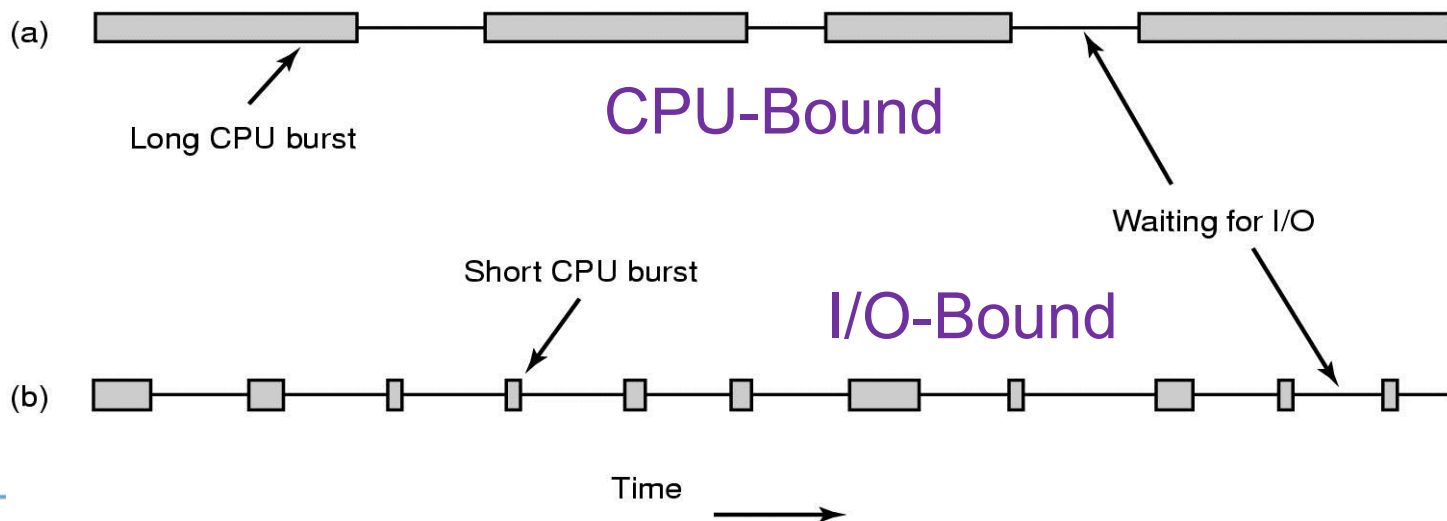 (a)
Long CPU burst
CPU-Bound
Waiting for I/O
Short CPU burst
I/O-Bound
(b)
Time